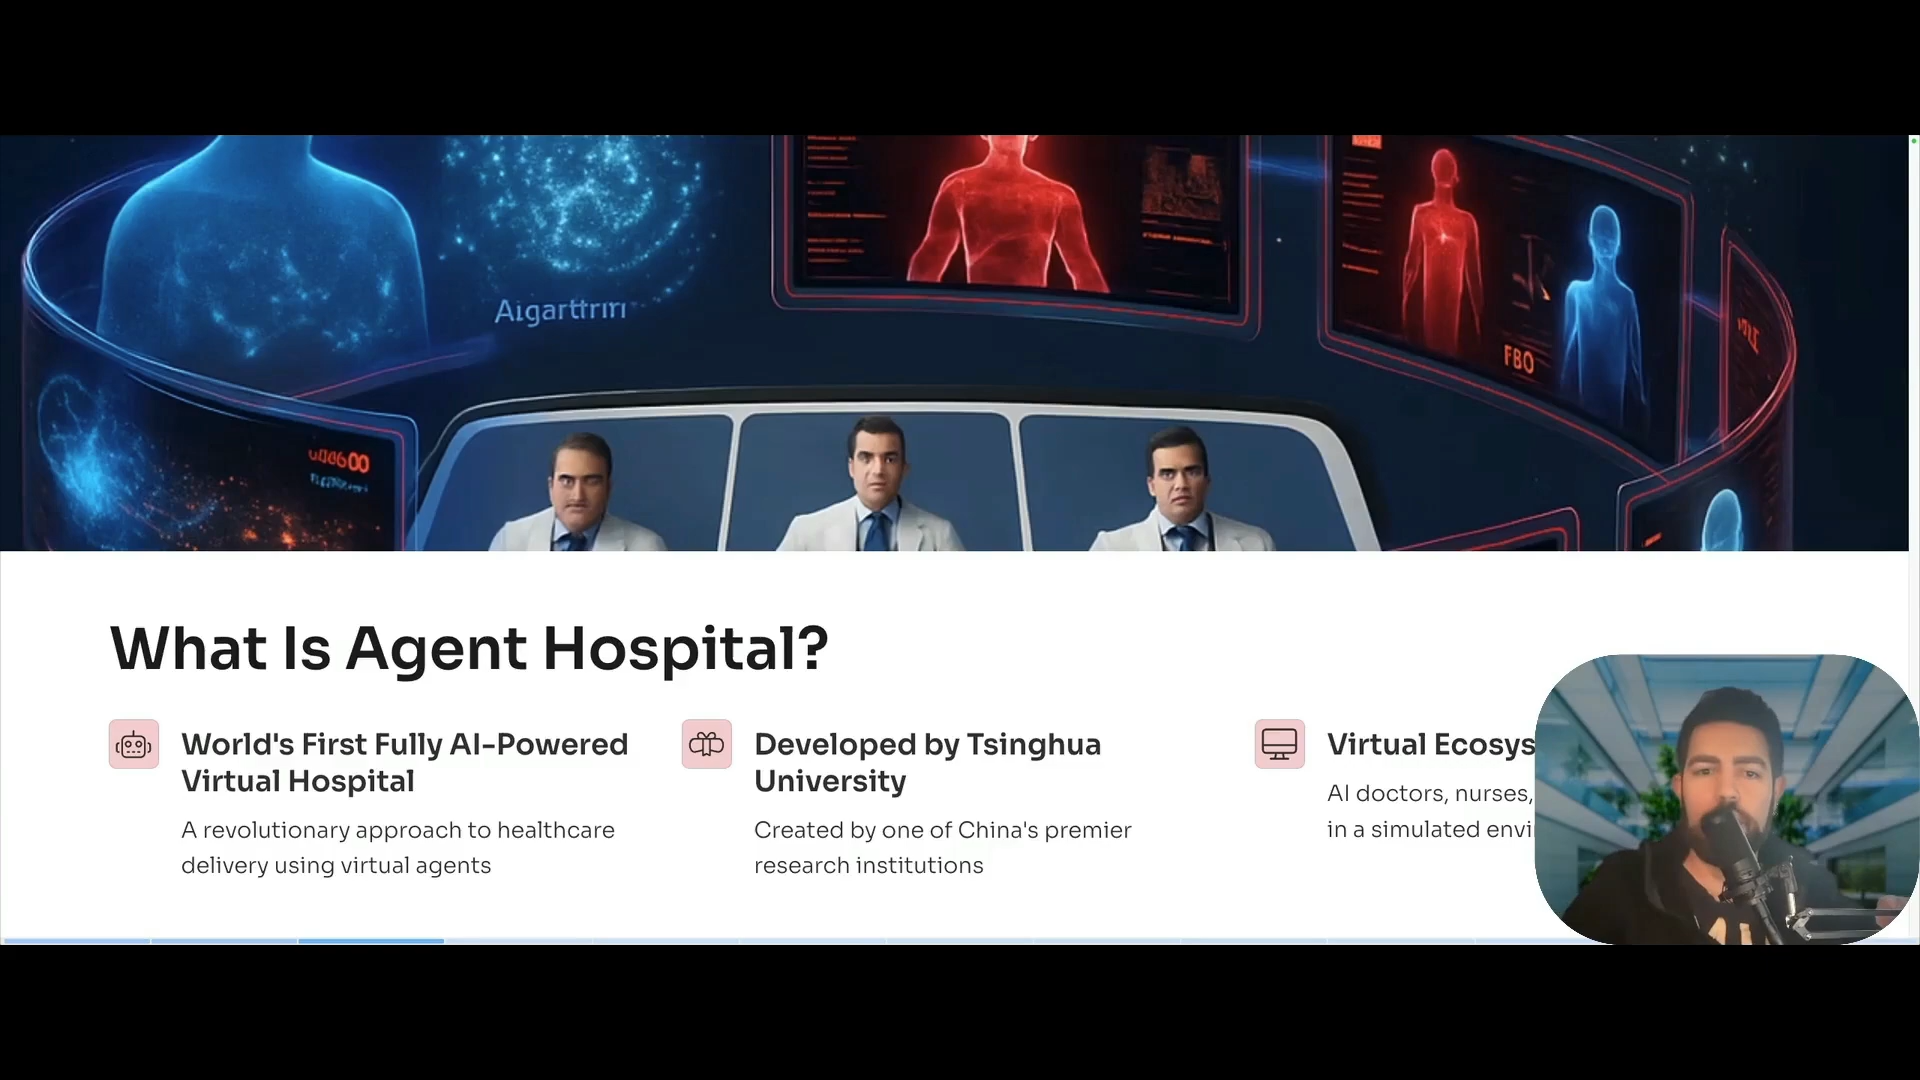 Aigarttrin
FBO
What Is Agent Hospital?
World's First Fully AI-Powered
Virtual Hospital
A revolutionary approach to healthcare
delivery using virtual agents
Developed by Tsinghua
University
Created by one of China's premier
research institutions
Virtual Ecosys
AI doctors, nurses,
in a simulated envi